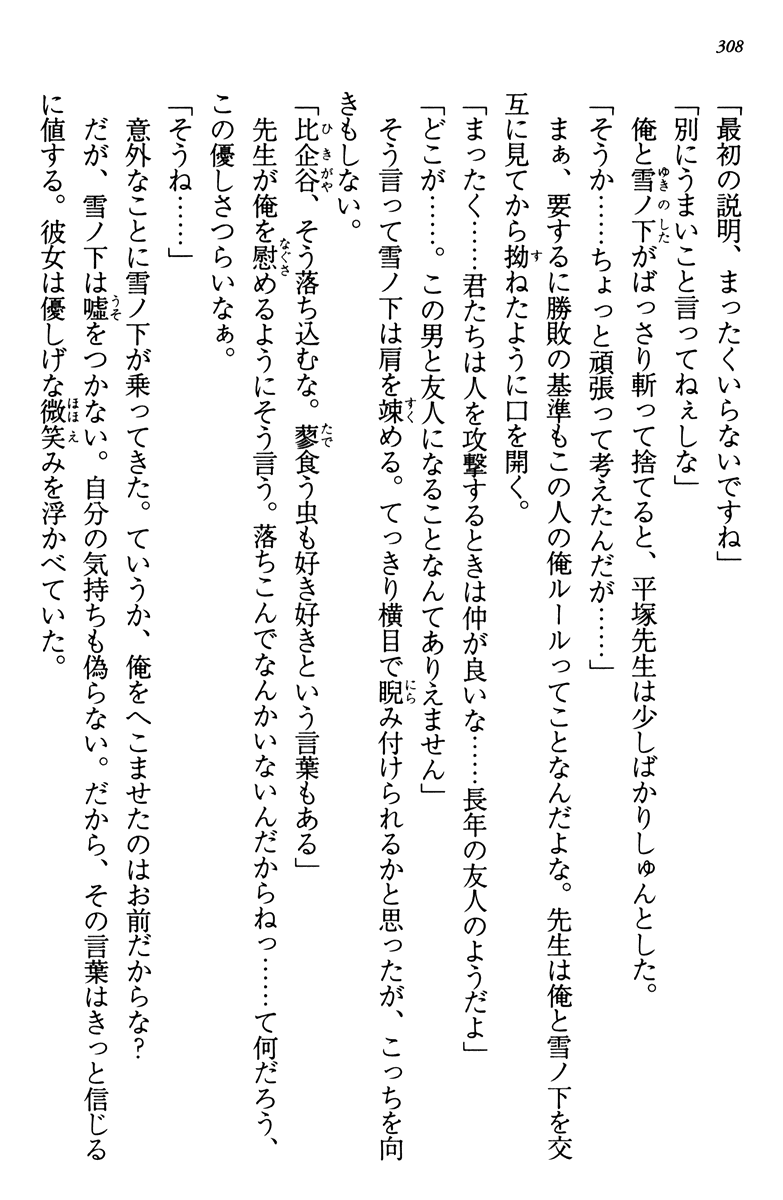 308
「最初の説明、まったくいらないですね」
「別にうまいこと言ってねぇしな」
俺と雪ノ下がばっさり斬って捨てると、平塚先生は少しばかりしゅんとした。
「そうか……ちょっと頑張って考えたんだが……」
まぁ、要するに勝敗の基準もこの人の俺ルールってことなんだよな。先生は俺と雪ノ下を交
互に見てから拗ねたように口を開く。
「まったく……君たちは人を攻撃するときは仲が良いな……長年の友人のようだよ」
「どこが……。この男と友人になることなんてありえません」
そう言って雪ノ下は肩を竦める。てっきり横目で睨み付けられるかと思ったが、こっちを向
きもしない。
「比企谷、そう落ち込むな。蓼食う虫も好き好きという言葉もある」
先生が俺を慰めるようにそう言う。落ちこんでなんかいないんだからねっ……て何だろう、
この優しさつらいなぁ。
「そうね……」
意外なことに雪ノ下が乗ってきた。ていうか、俺をへこませたのはお前だからな?
だが、雪ノ下は嘘をつかない。自分の気持ちも偽らない。だから、その言葉はきっと信じる
に値する。彼女は優しげな微笑みを浮かべていた。